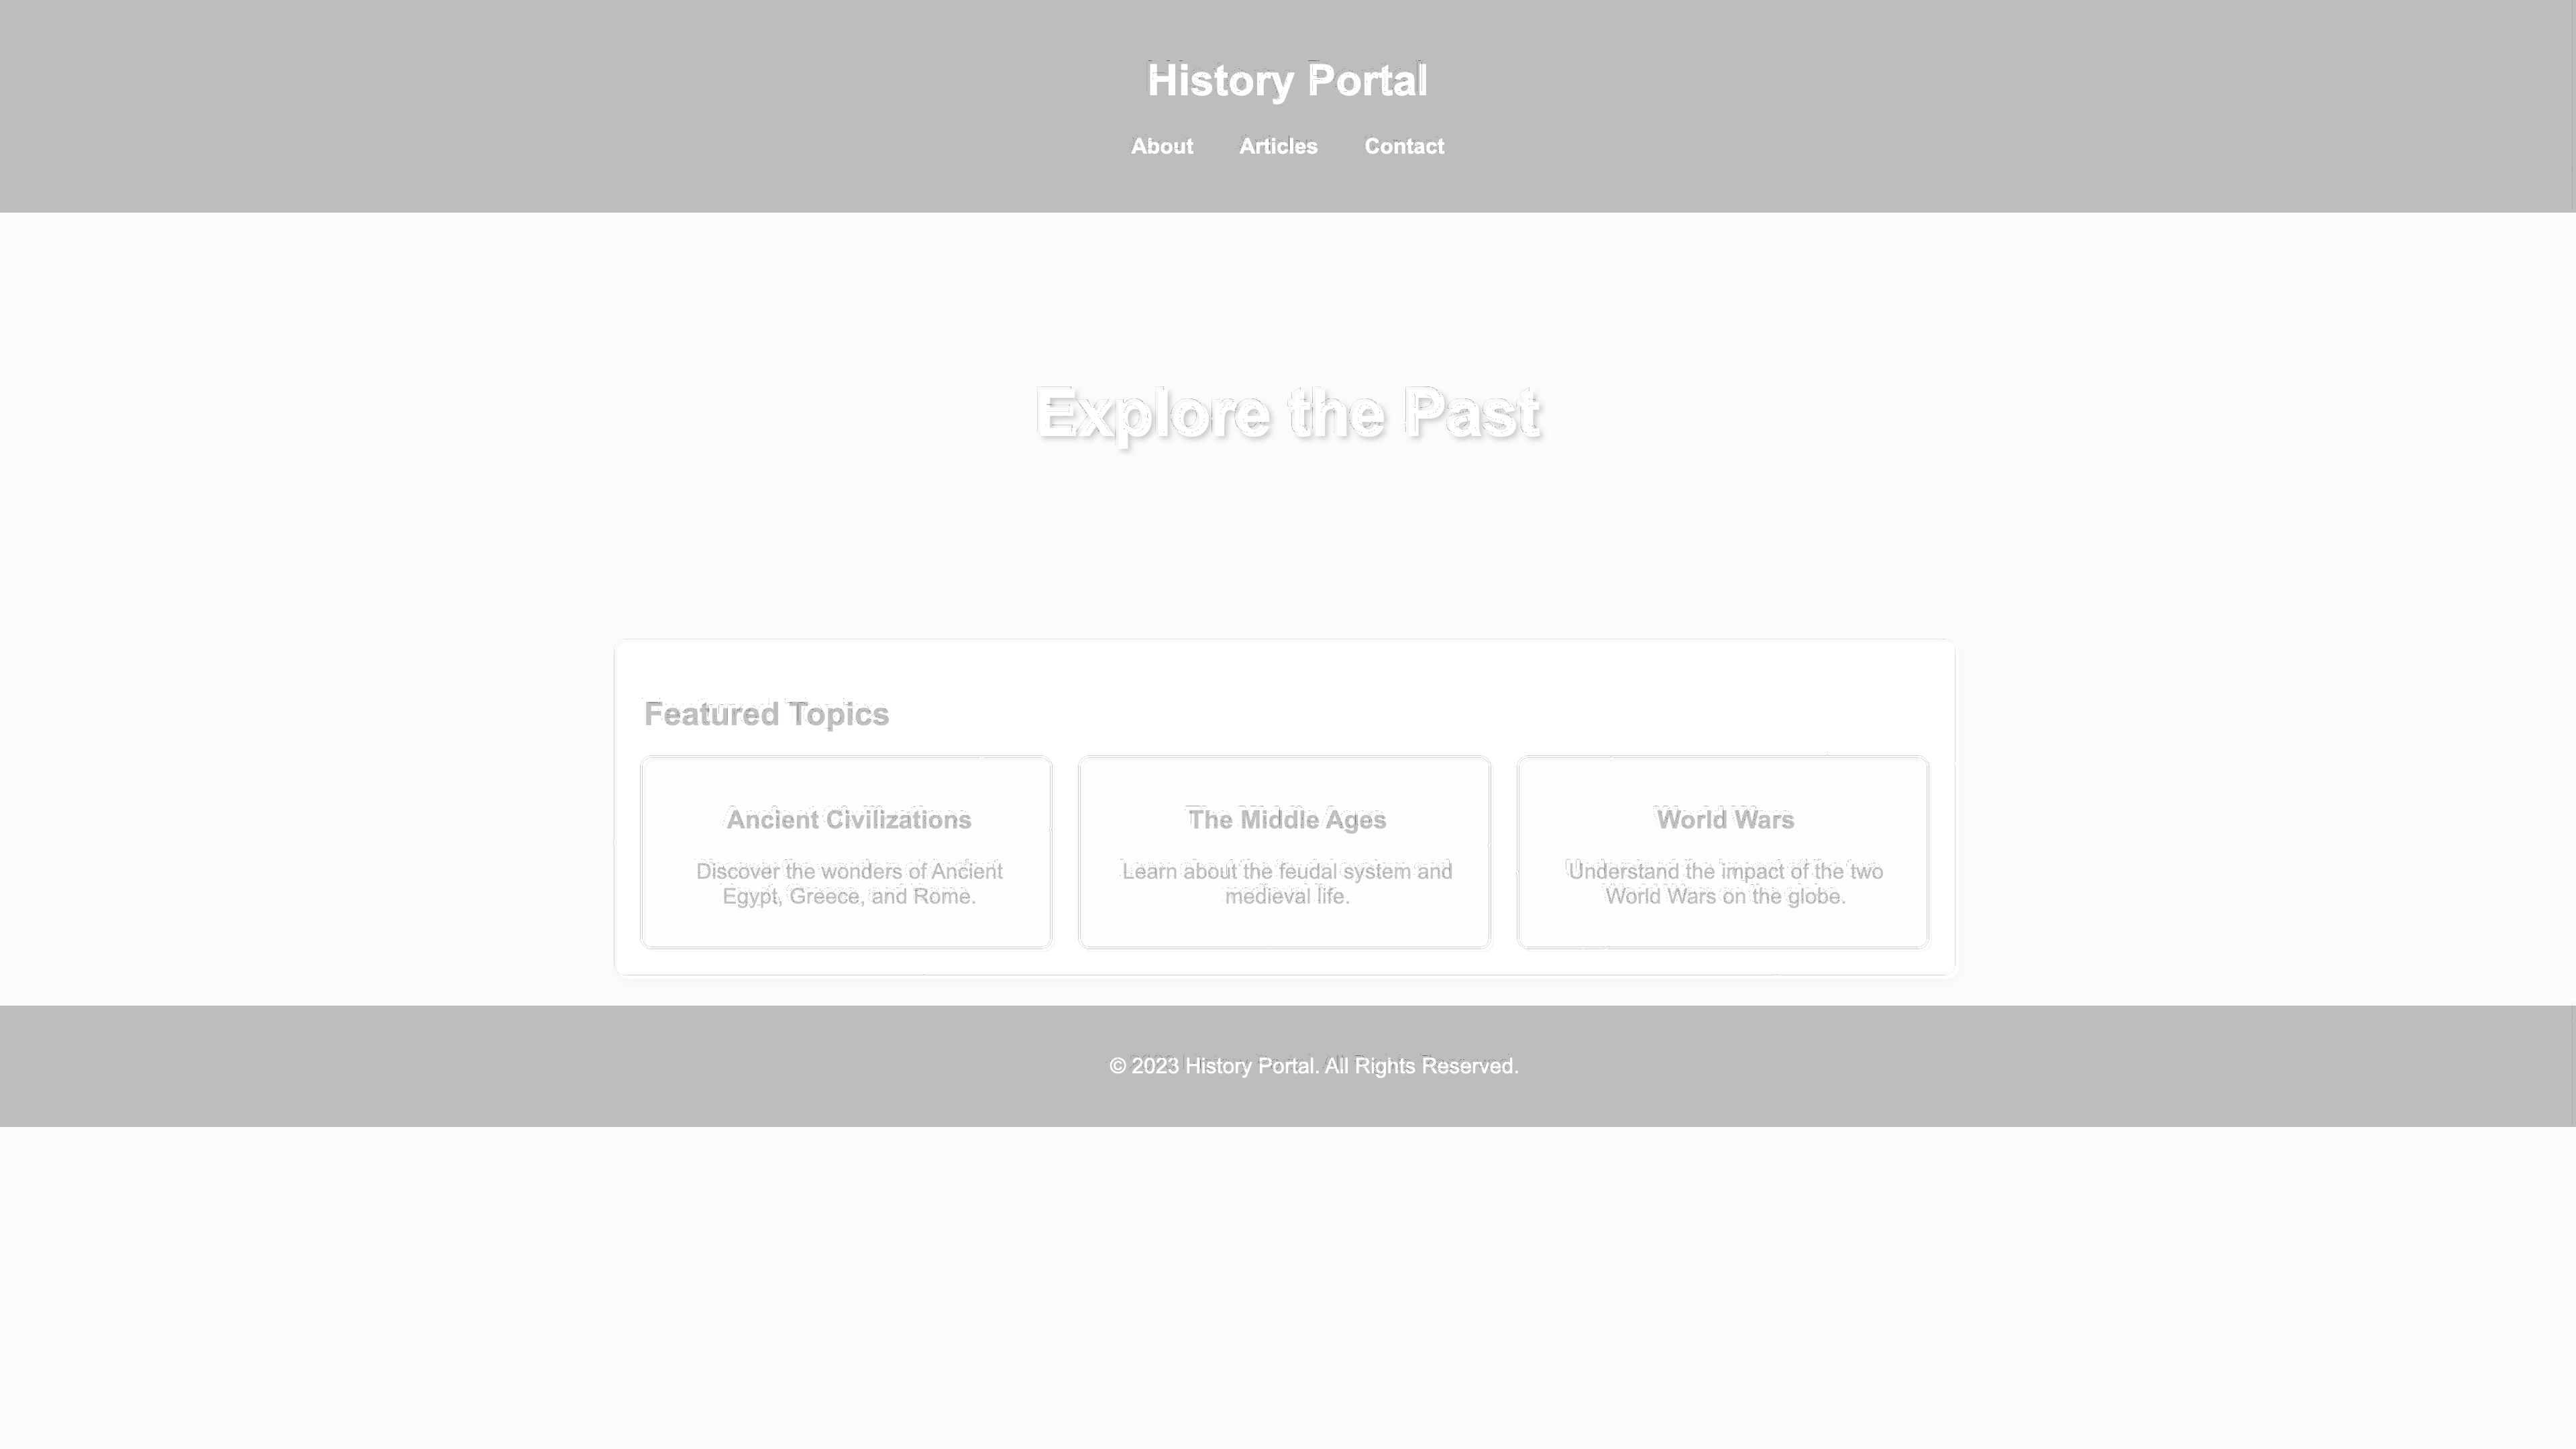 History Portal
About Articles Contact
Explore the Past
Featured Topics
Ancient Civilizations
Discover the wonders of Ancient
Egypt, Greece, and Rome.
The Middle Ages
Learn about the feudal system and
medieval life.
World Wars
Understand the impact of the two
World Wars on the globe.
© 2023 History Portal. All Rights Reserved.